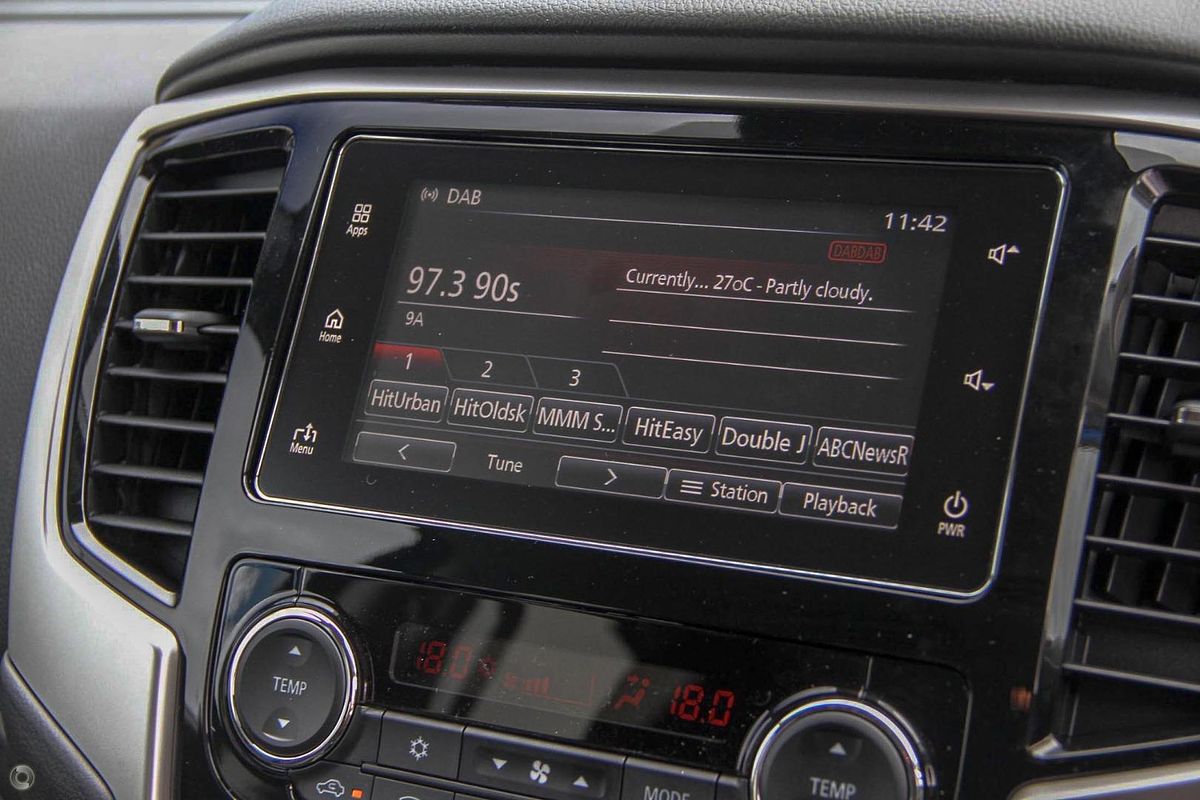 DAB
11:42
Apps
DABDAB
97.3 90s
Currently... 27oC - Partly cloudy.
9A
Home
1 2 3
HitUrban HitOldsk MMM S... HitEasy Double J ABCNewsR
Menu
< Tune > Station Playback
PWR
18.0 18.0
TEMP
TEMP
MODE